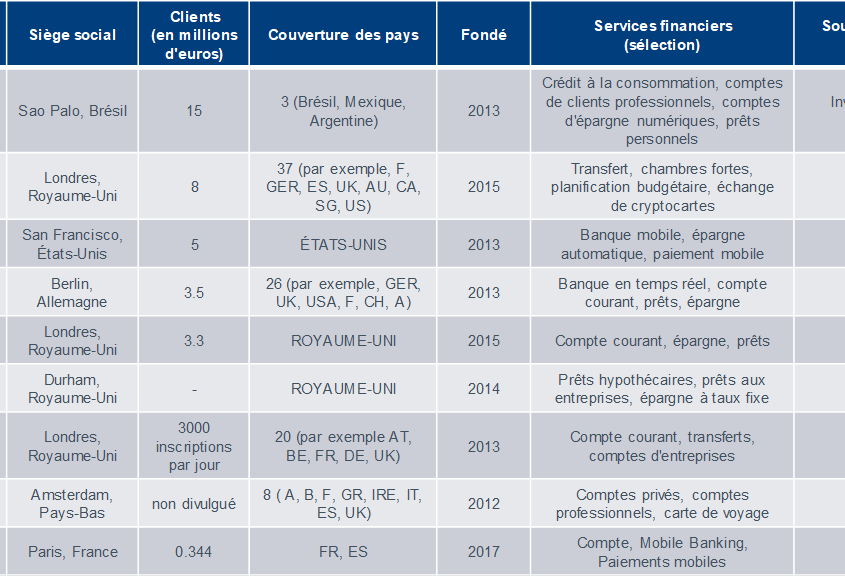 Siège social
Clients
(en millions
d'euros)
Couverture des pays
Fondé
Services financiers
(sélection)
Sou
Sao Palo, Brésil
15
3 (Brésil, Mexique,
Argentine)
2013
Crédit à la consommation, comptes
de clients professionnels, comptes
d'épargne numériques, prêts
personnels
Inv
Londres,
Royaume-Uni
8
37 (par exemple, F,
GER, ES, UK, AU, CA,
SG, US)
2015
Transfert, chambres fortes,
planification budgétaire, échange
de cryptocartes
San Francisco,
États-Unis
5
ÉTATS-UNIS
2013
Banque mobile, épargne
automatique, paiement mobile
Berlin,
Allemagne
3.5
26 (par exemple, GER,
UK, USA, F, CH, A)
2013
Banque en temps réel, compte
courant, prêts, épargne
Londres,
Royaume-Uni
3.3
ROYAUME-UNI
2015
Compte courant, épargne, prêts
Durham,
Royaume-Uni
-
ROYAUME-UNI
2014
Prêts hypothécaires, prêts aux
entreprises, épargne à taux fixe
Londres,
Royaume-Uni
3000
inscriptions
par jour
20 (par exemple AT,
BE, FR, DE, UK)
2013
Compte courant, transferts,
comptes d'entreprises
Amsterdam,
Pays-Bas
non divulgué
8 ( A, B, F, GR, IRE, IT,
ES, UK)
2012
Comptes privés, comptes
professionnels, carte de voyage
Paris, France
0.344
FR, ES
2017
Compte, Mobile Banking,
Paiements mobiles